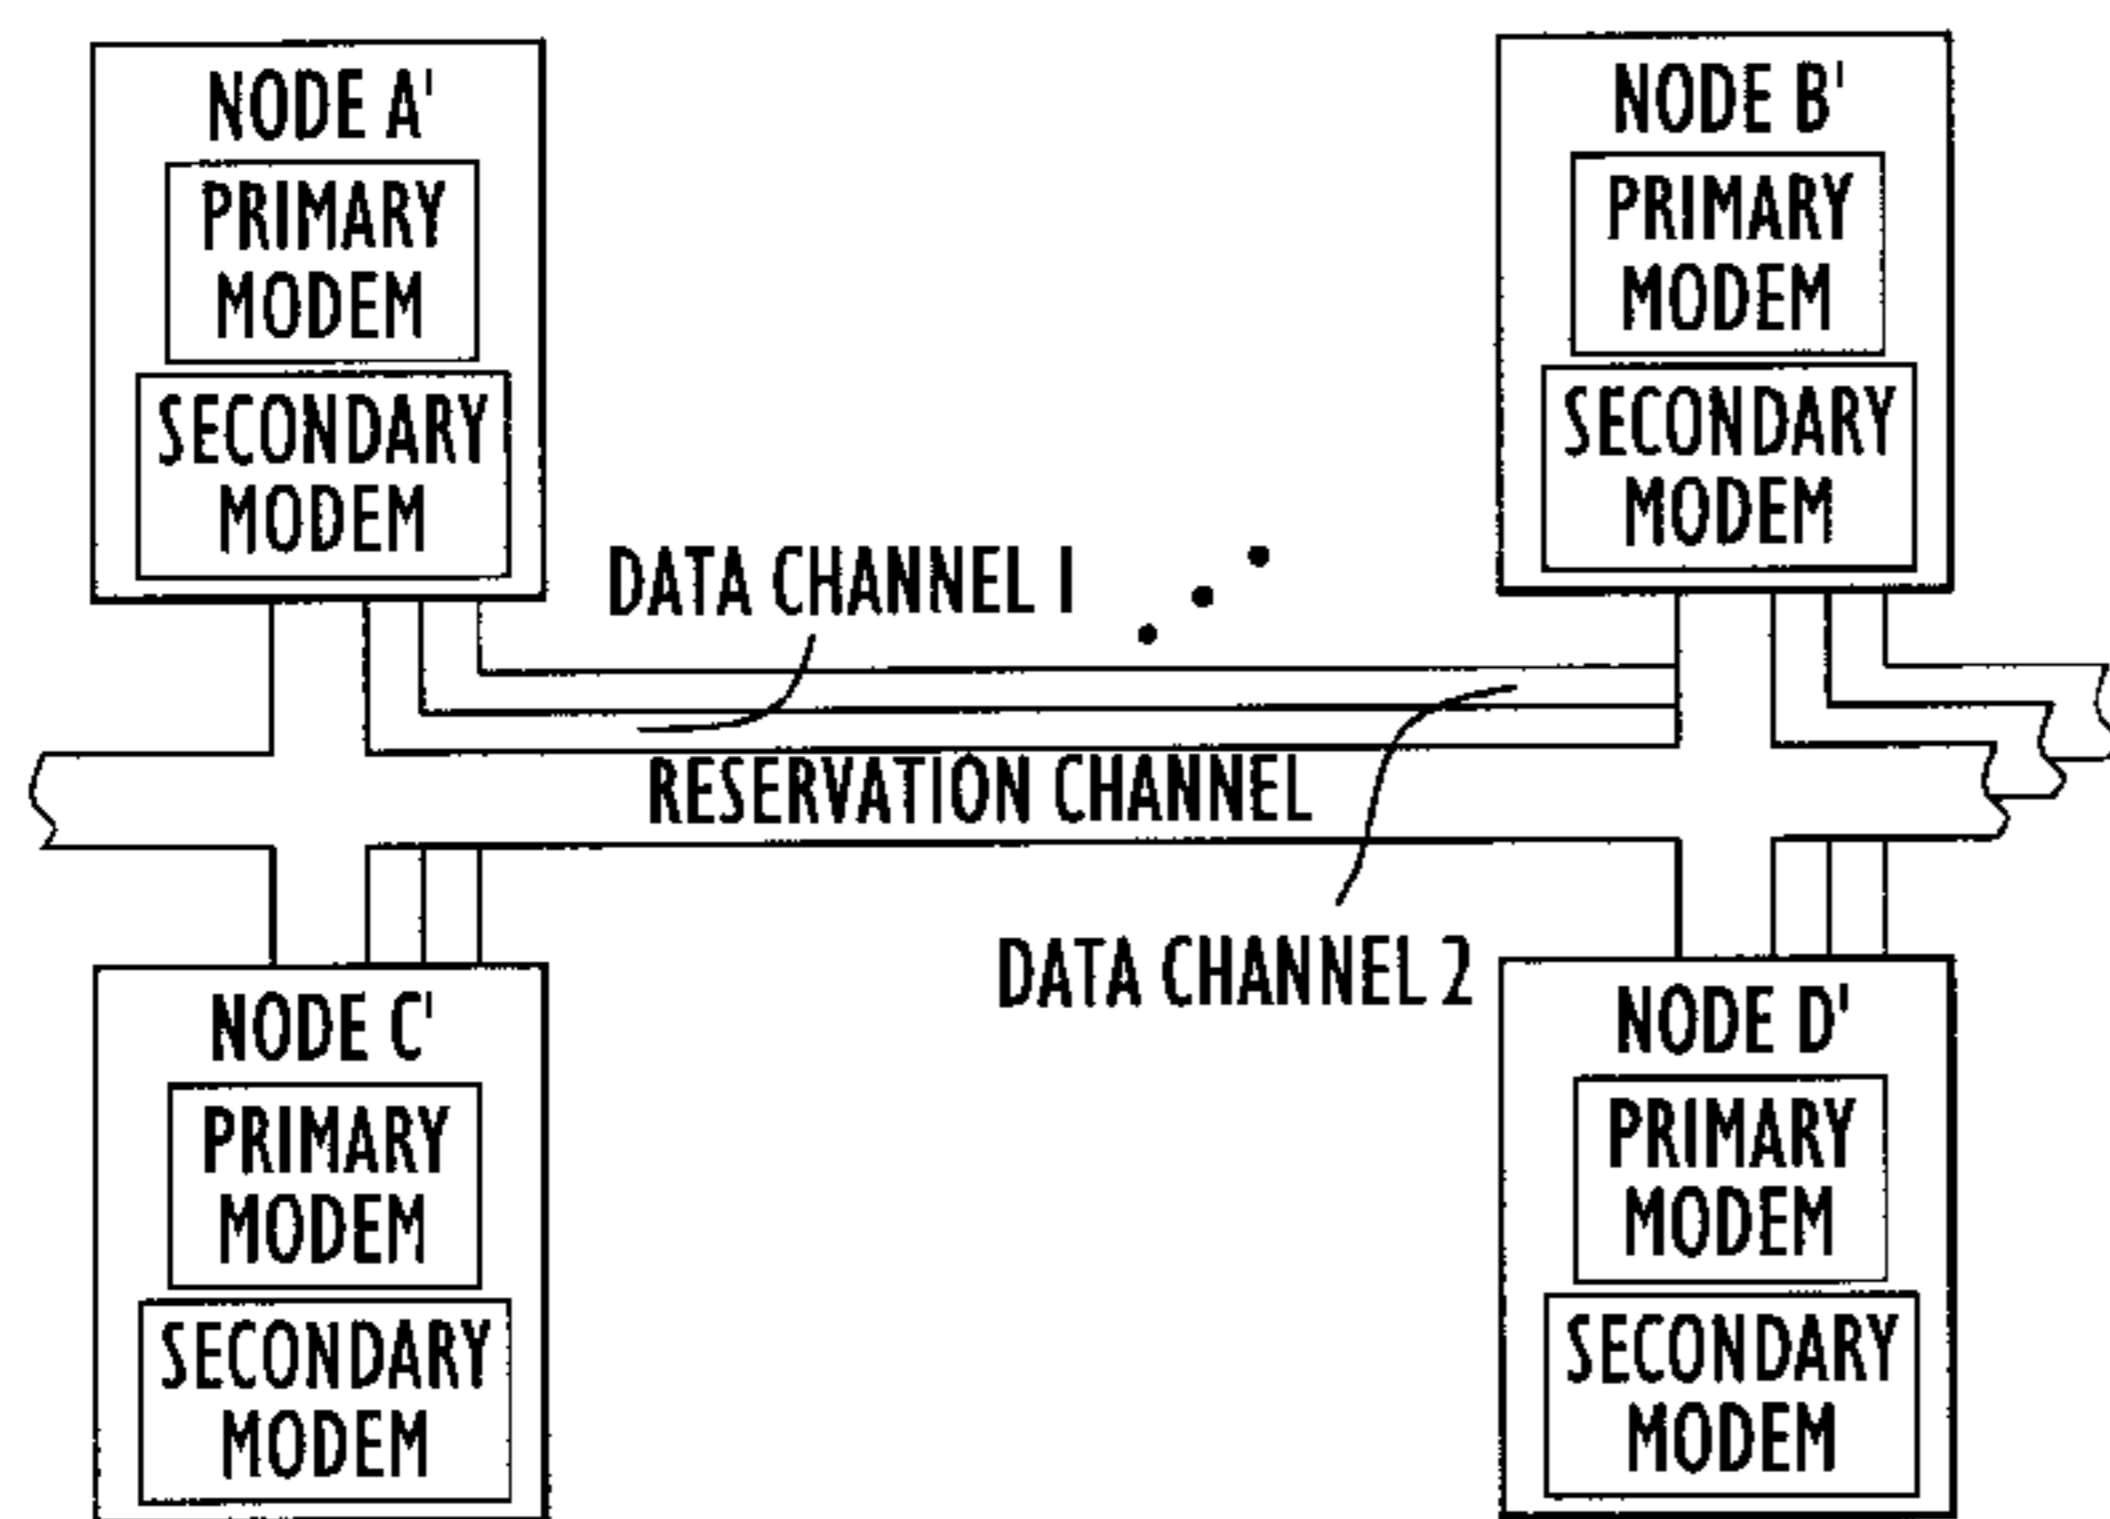 NODE A'
PRIMARY
MODEM
SECONDARY
MODEM
NODE B'
PRIMARY
MODEM
SECONDARY
MODEM
DATA CHANNEL 1
RESERVATION CHANNEL
DATA CHANNEL 2
NODE C'
PRIMARY
MODEM
SECONDARY
MODEM
NODE D'
PRIMARY
MODEM
SECONDARY
MODEM